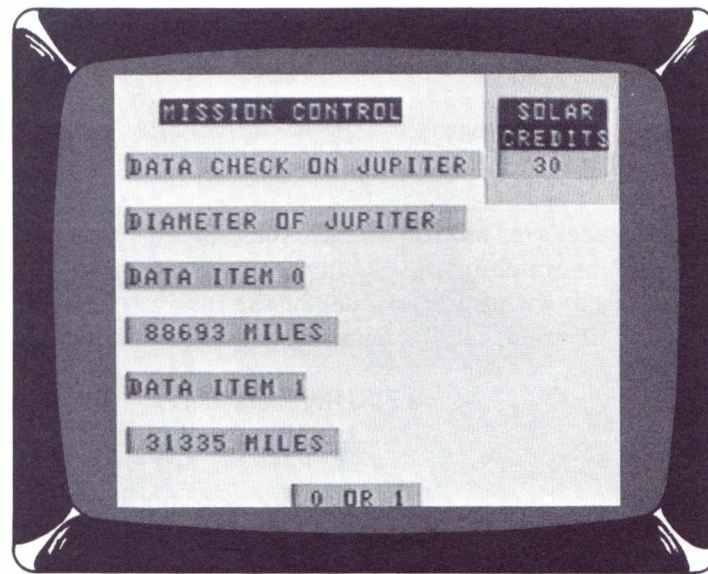 MISSION CONTROL
SOLAR
CREDITS
30
DATA CHECK ON JUPITER
DIAMETER OF JUPITER
DATA ITEM 0
88693 MILES
DATA ITEM 1
31335 MILES
0 OR 1